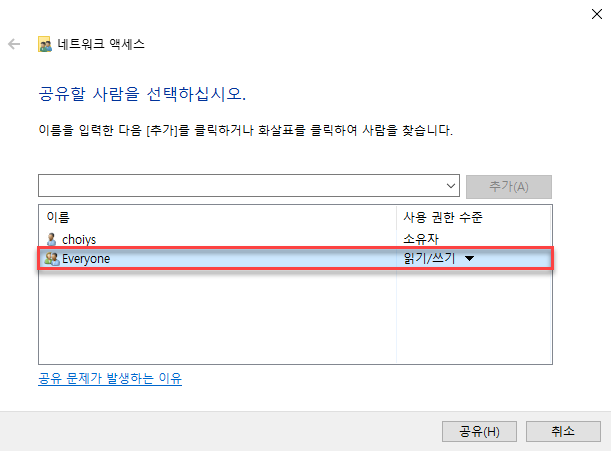 네트워크 액세스
공유할 사람을 선택하십시오.
이름을 입력한 다음 [추가]를 클릭하거나 화살표를 클릭하여 사람을 찾습니다.
추가(A)
이름 사용 권한 수준
choiys 소유자
Everyone 읽기/쓰기
공유 문제가 발생하는 이유
공유(H) 취소